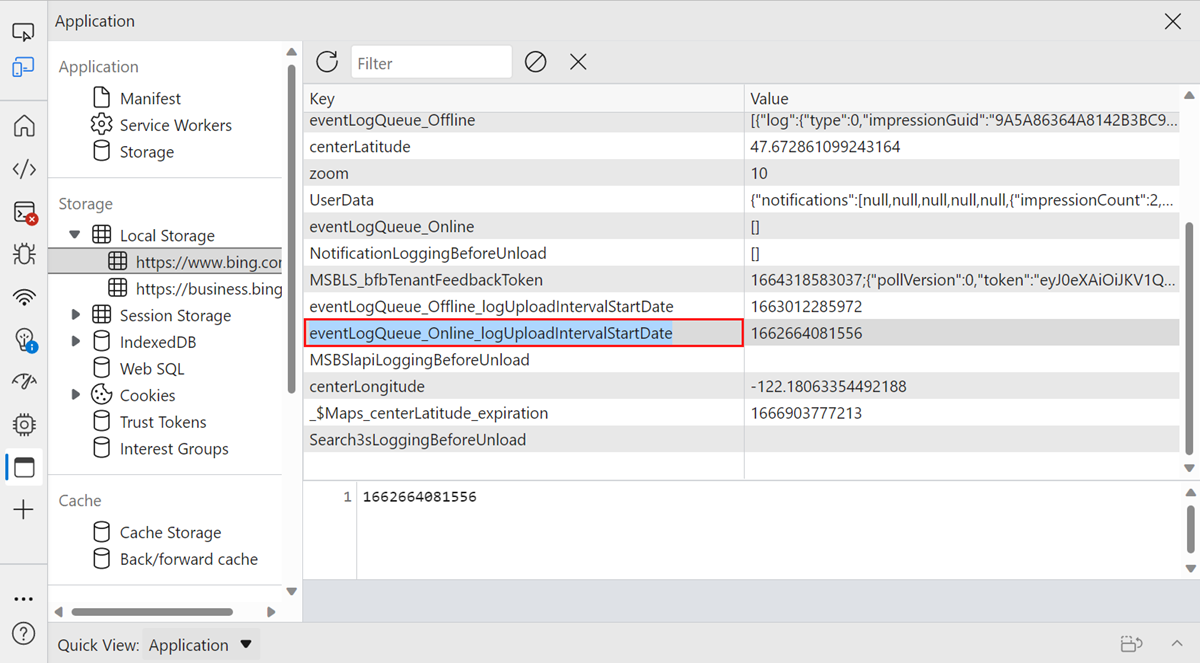 Application
Application
Manifest
Service Workers
Storage
Storage
Local Storage
https://www.bing.co
https://business.bing
Session Storage
IndexedDB
Web SQL
Cookies
Trust Tokens
Interest Groups
Cache
Cache Storage
Back/forward cache
Filter
Key Value
eventLogQueue_Offline [{"log":{"type":0,"impressionGuid":"9A5A86364A8142B3BC9...
centerLatitude 47.672861099243164
zoom 10
UserData {"notifications":[null,null,null,null,null,{"impressionCount":2,...
eventLogQueue_Online []
NotificationLoggingBeforeUnload []
MSBLS_bfbTenantFeedbackToken 1664318583037;{"pollVersion":0,"token":"eyJ0eXAiOiJKV1Q...
eventLogQueue_Offline_logUploadIntervalStartDate 1663012285972
eventLogQueue_Online_logUploadIntervalStartDate 1662664081556
MSBSlapiLoggingBeforeUnload
centerLongitude -122.18063354492188
_$Maps_centerLatitude_expiration 1666903777213
Search3sLoggingBeforeUnload
1 1662664081556
Quick View: Application